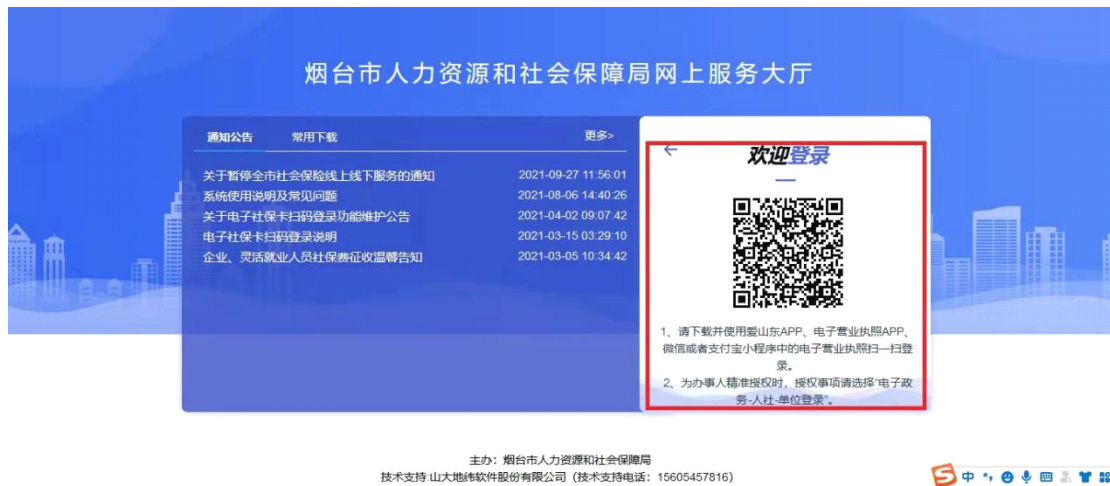 烟台市人力资源和社会保障局网上服务大厅
通知公告 常用下载 更多>
关于暂停全市社会保险线上线下服务的通知 2021-09-27 11:56:01
系统使用说明及常见问题 2021-08-06 14:40:26
关于电子社保卡扫码登录功能维护公告 2021-04-02 09:07:42
电子社保卡扫码登录说明 2021-03-15 03:29:10
企业、灵活就业人员社保费征收温馨告知 2021-03-05 10:34:42
欢迎登录
1、请下载并使用爱山东APP、电子营业执照APP、
微信或者支付宝小程序中的电子营业执照扫一扫登
录。
2、为办事人精准授权时，授权事项请选择“电子政
务-人社-单位登录”。
主办：烟台市人力资源和社会保障局
技术支持:山大地纬软件股份有限公司（技术支持电话：15605457816）
中